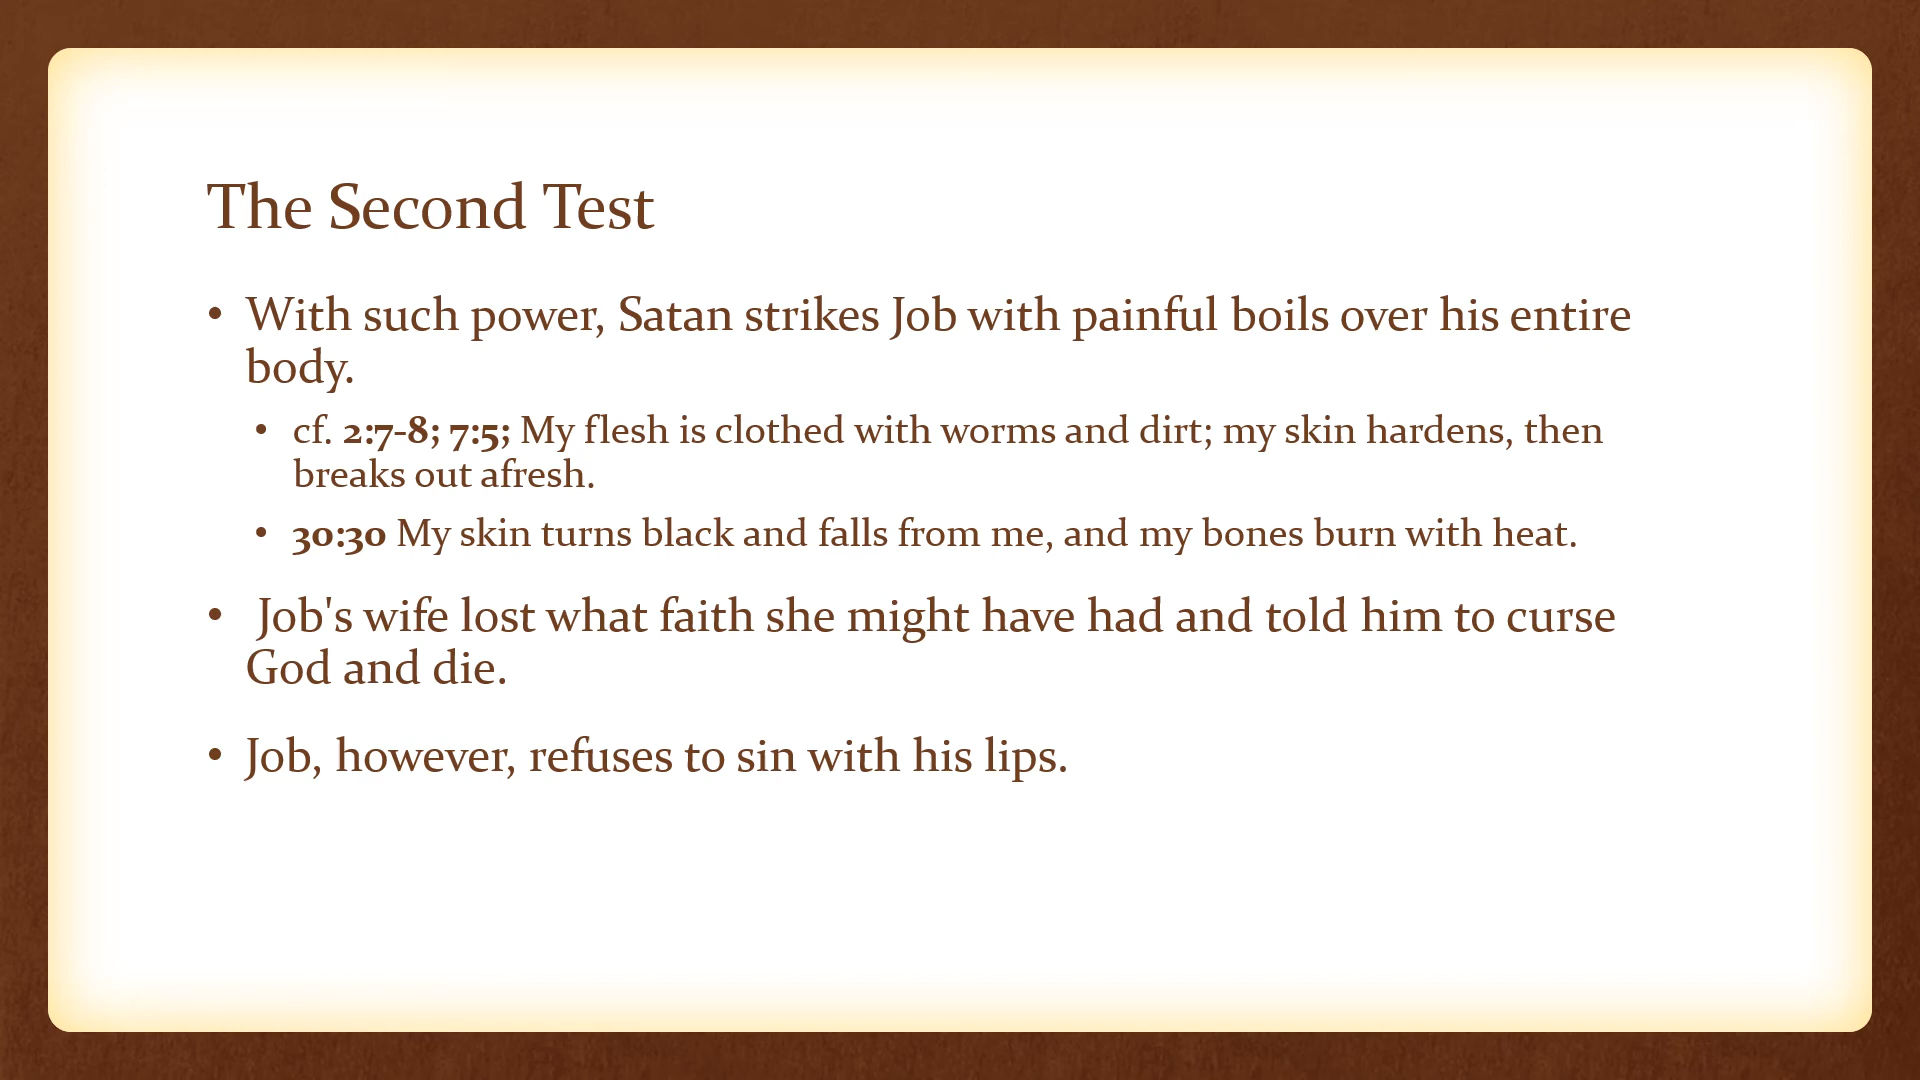 The Second Test
• With such power, Satan strikes Job with painful boils over his entire
body.
• cf. 2:7-8; 7:5; My flesh is clothed with worms and dirt; my skin hardens, then
breaks out afresh.
• 30:30 My skin turns black and falls from me, and my bones burn with heat.
• Job's wife lost what faith she might have had and told him to curse
God and die.
• Job, however, refuses to sin with his lips.